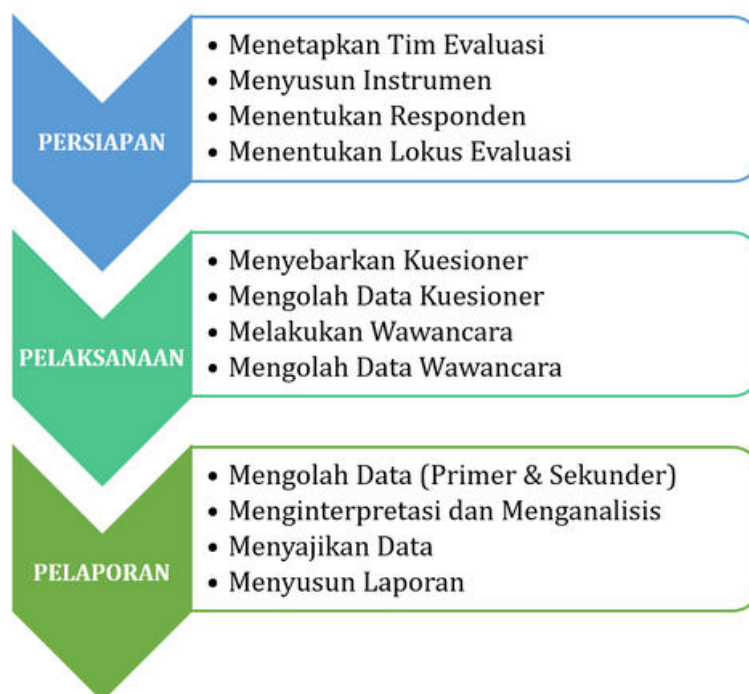 PERSIAPAN
• Menetapkan Tim Evaluasi
• Menyusun Instrumen
• Menentukan Responden
• Menentukan Lokus Evaluasi
PELAKSANAAN
• Menyebarkan Kuesioner
• Mengolah Data Kuesioner
• Melakukan Wawancara
• Mengolah Data Wawancara
PELAPORAN
• Mengolah Data (Primer & Sekunder)
• Menginterpretasi dan Menganalisis
• Menyajikan Data
• Menyusun Laporan